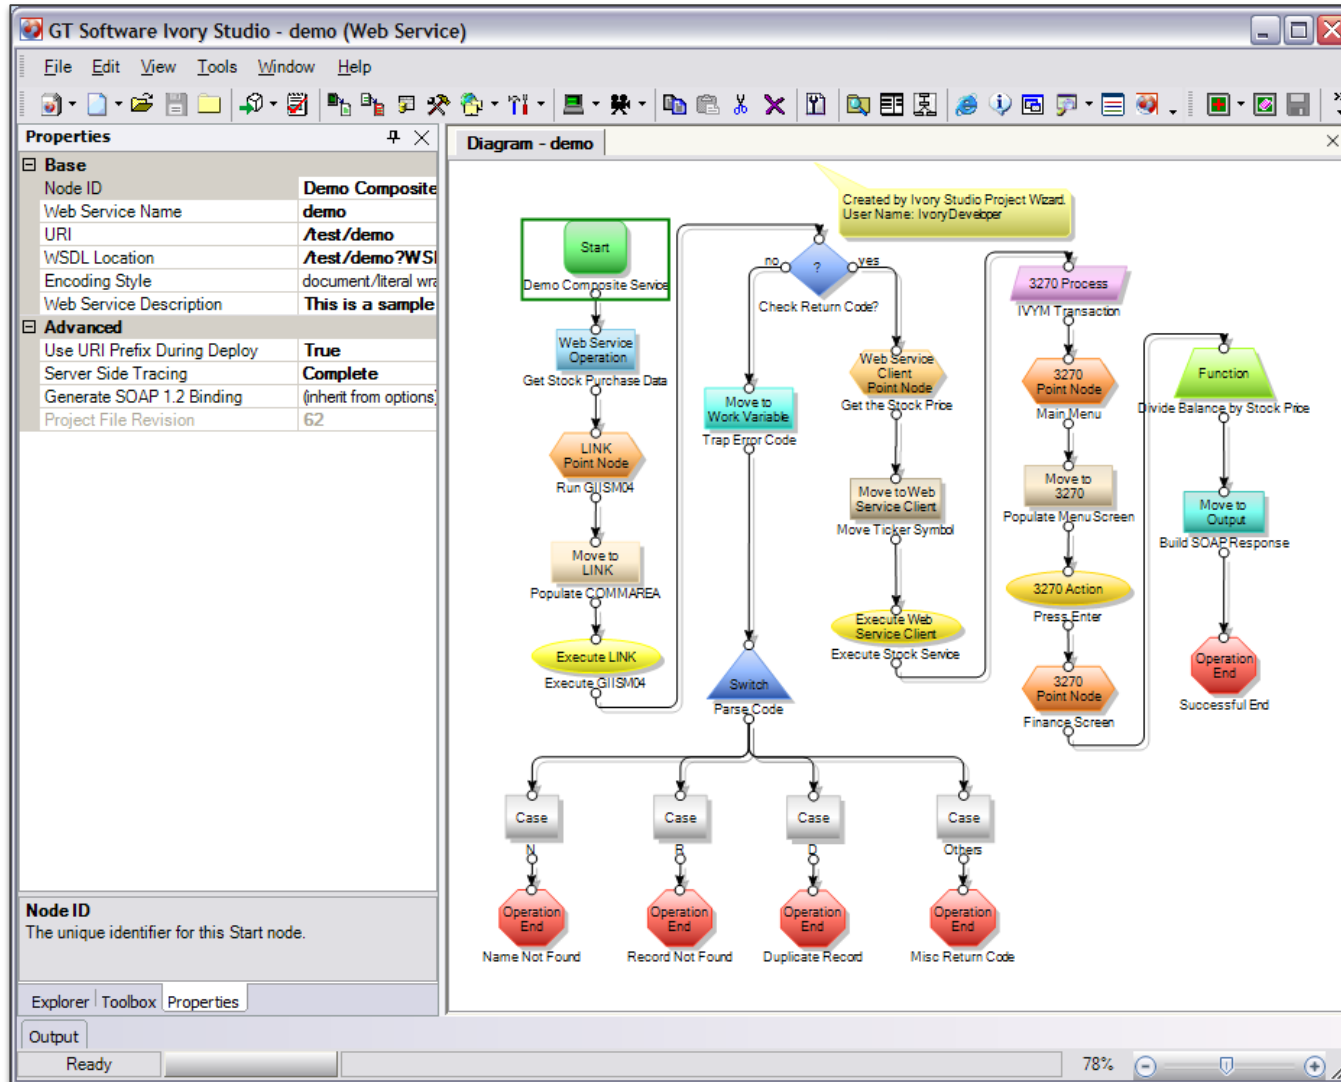 GT Software Ivory Studio - demo (Web Service)
File Edit View Tools Window Help
Properties
Diagram - demo
Base
Node ID Demo Composite
Web Service Name demo
URI /test/demo
WSDL Location /test/demo?WSI
Encoding Style document/literal wra
Web Service Description This is a sample
Advanced
Use URI Prefix During Deploy True
Server Side Tracing Complete
Generate SOAP 1.2 Binding (inherit from options)
Project File Revision 62
Node ID
The unique identifier for this Start node.
Explorer Toolbox Properties
Output
Ready
78%
Created by Ivory Studio Project Wizard.
User Name: IvoryDeveloper
Start
Demo Composite Service
Web Service
Operation
Get Stock Purchase Data
LINK
Point Node
Run GIISM04
Move to
LINK
Populate COMMAREA
Execute LINK
Execute GIISM04
no ? yes
Check Return Code?
Move to
Work Variable
Trap Error Code
Switch
Parse Code
Case
N
Operation
End
Name Not Found
Case
R
Operation
End
Record Not Found
Case
D
Operation
End
Duplicate Record
Case
Others
Operation
End
Misc Return Code
Web Service
Client
Point Node
Get the Stock Price
Move to Web
Service Client
Move Ticker Symbol
Execute Web
Service Client
Execute Stock Service
3270 Process
IVYM Transaction
3270
Point Node
Main Menu
Move to
3270
Populate Menu Screen
3270 Action
Press Enter
3270
Point Node
Finance Screen
Function
Divide Balance by Stock Price
Move to
Output
Build SOAP Response
Operation
End
Successful End